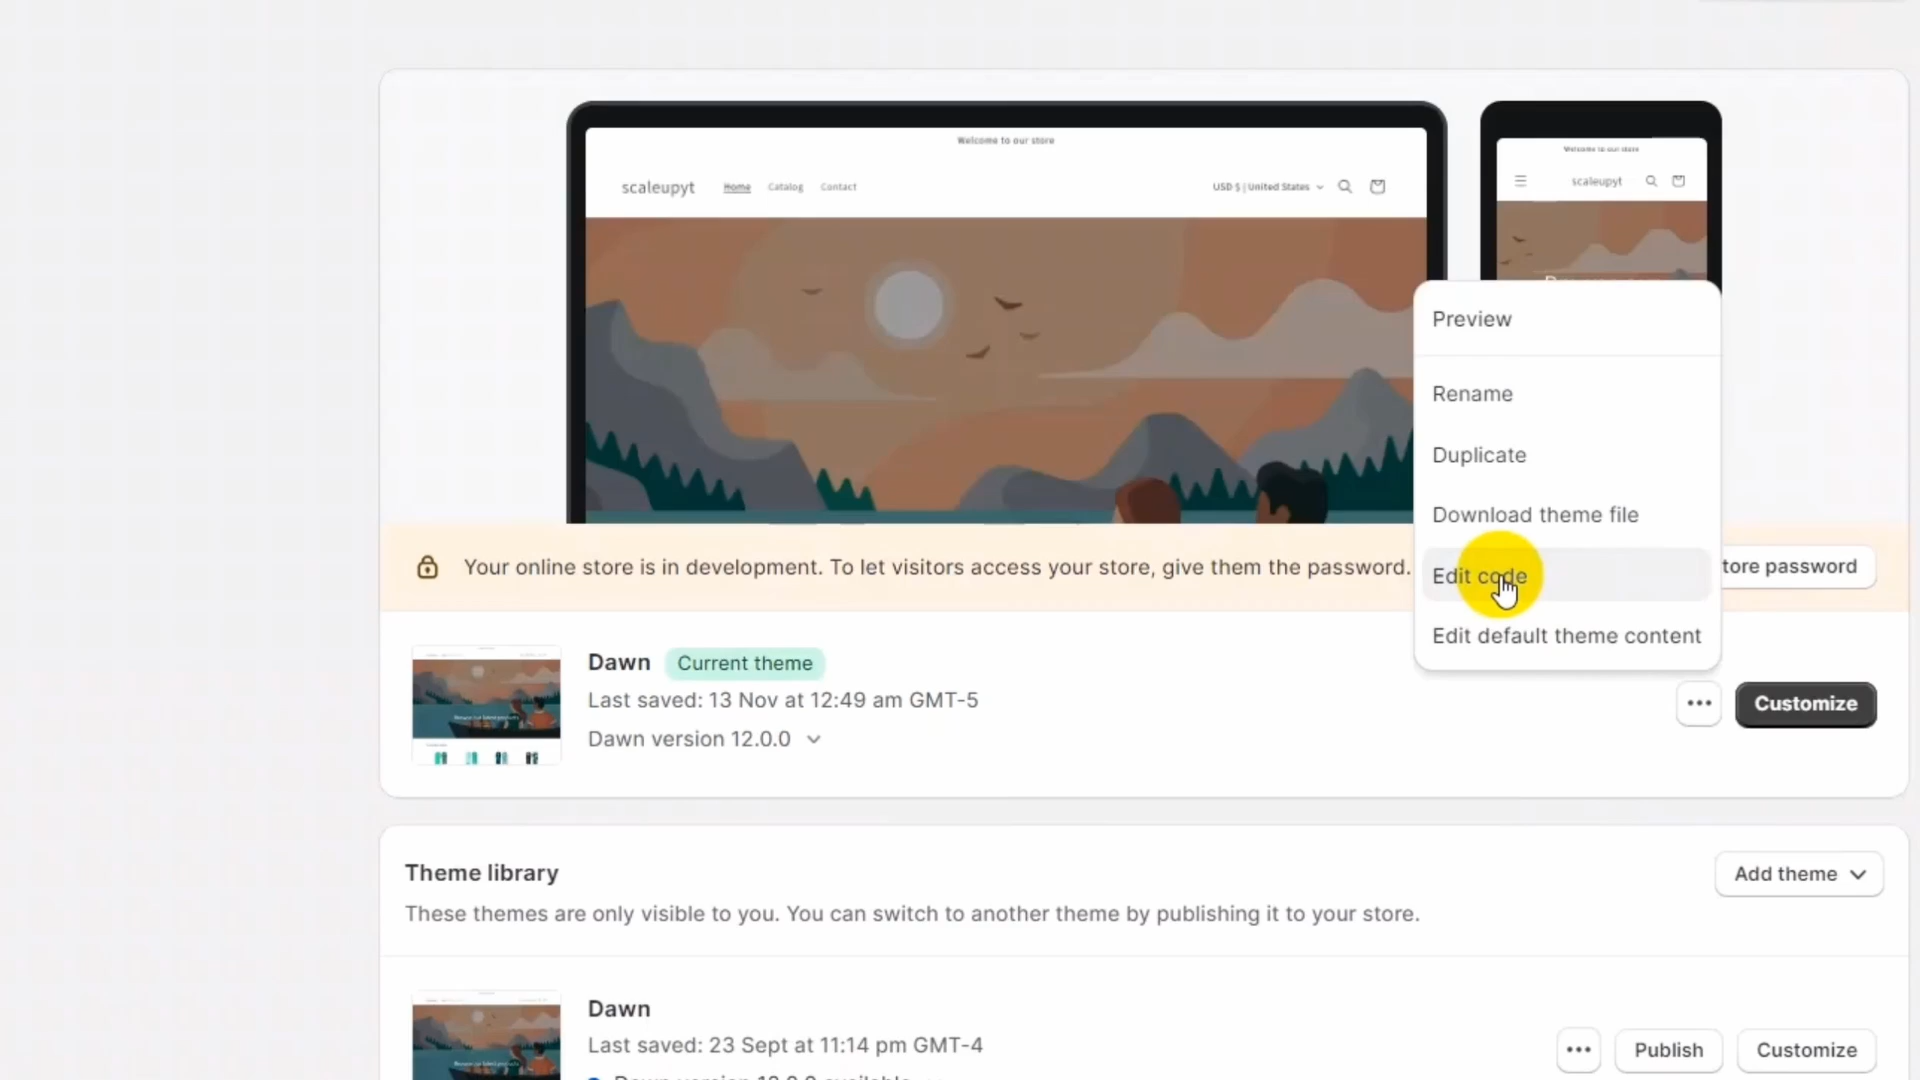 Welcome to our store
scaleupyt Home Catalog Contact USD $ | United States
Welcome to our store
scaleupyt
Preview
Rename
Duplicate
Download theme file
Edit code
Edit default theme content
Your online store is in development. To let visitors access your store, give them the password.
tore password
Dawn Current theme
Last saved: 13 Nov at 12:49 am GMT-5
Dawn version 12.0.0
Customize
Theme library
Add theme
These themes are only visible to you. You can switch to another theme by publishing it to your store.
Dawn
Last saved: 23 Sept at 11:14 pm GMT-4
Publish Customize